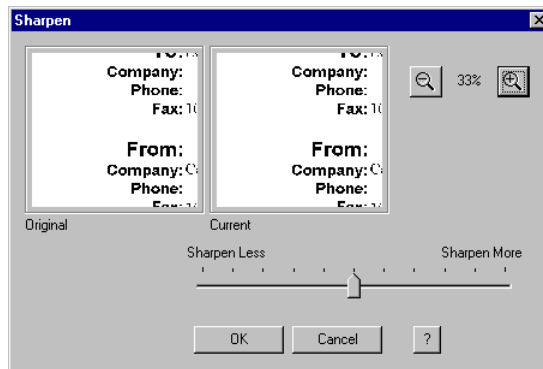 Sharpen
Company:
Phone:
Fax:
From:
Company:
Phone:
Original
Company:
Phone:
Fax:
From:
Company:
Phone:
Current
33%
Sharpen Less
Sharpen More
OK
Cancel
?